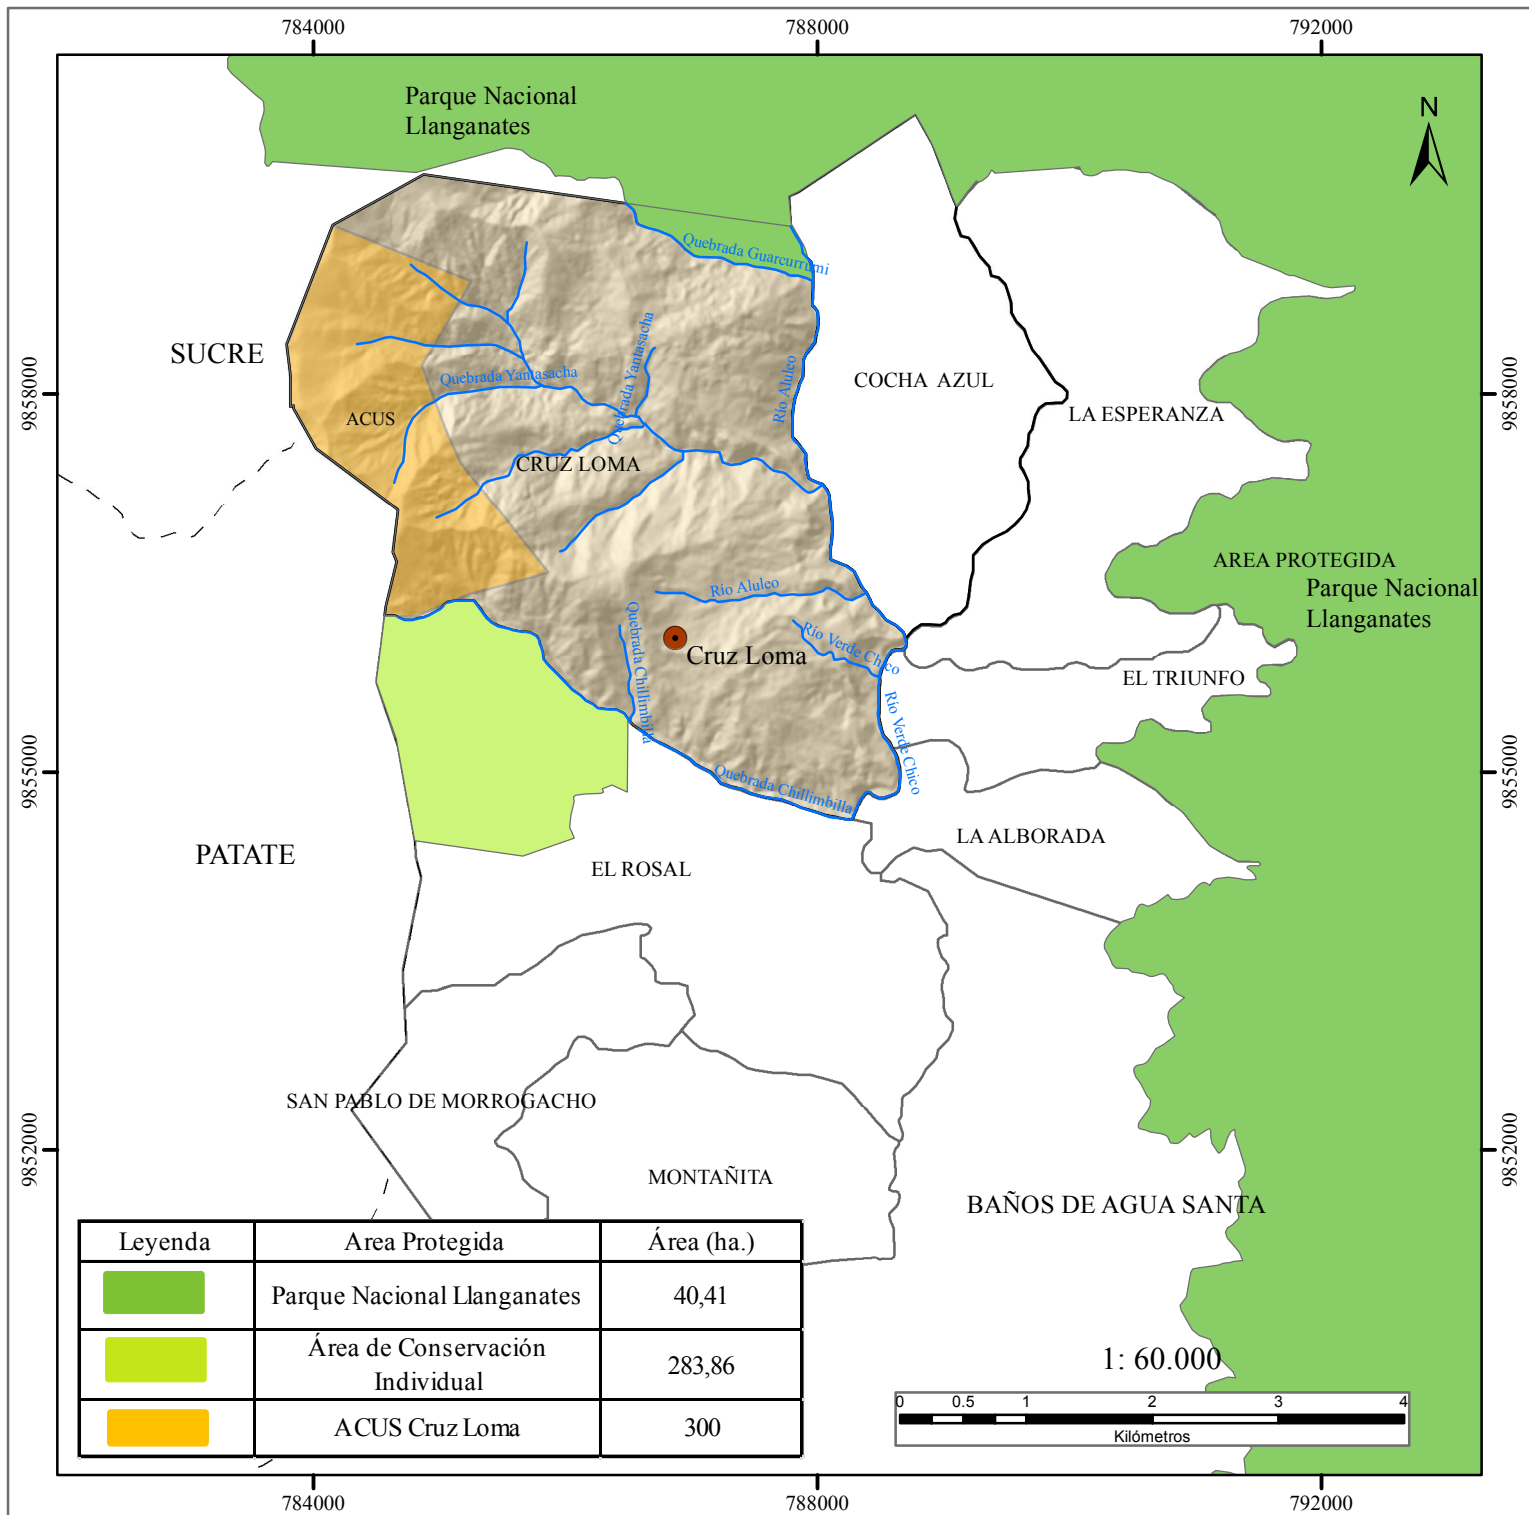 784000
788000
792000
Parque Nacional
Llanganates
N
Quebrada Guarcurrumi
SUCRE
9858000
Quebrada Yantasacha
Quebrada Yantasacha
Río Aluleo
COCHA AZUL
9858000
LA ESPERANZA
ACUS
CRUZ LOMA
AREA PROTEGIDA
Parque Nacional
Llanganates
Río Aluleo
Quebrada Chillimbilla
Cruz Loma
Río Verde Chico
EL TRIUNFO
Río Verde Chico
9855000
Quebrada Chillimbilla
9855000
PATATE
LA ALBORADA
EL ROSAL
SAN PABLO DE MORROGACHO
9852000
9852000
MONTAÑITA
BAÑOS DE AGUA SANTA
Leyenda
Area Protegida
Área (ha.)
Parque Nacional Llanganates
40,41
Área de Conservación
Individual
283,86
ACUS Cruz Loma
300
1: 60.000
0 0.5 1 2 3 4
Kilómetros
784000
788000
792000